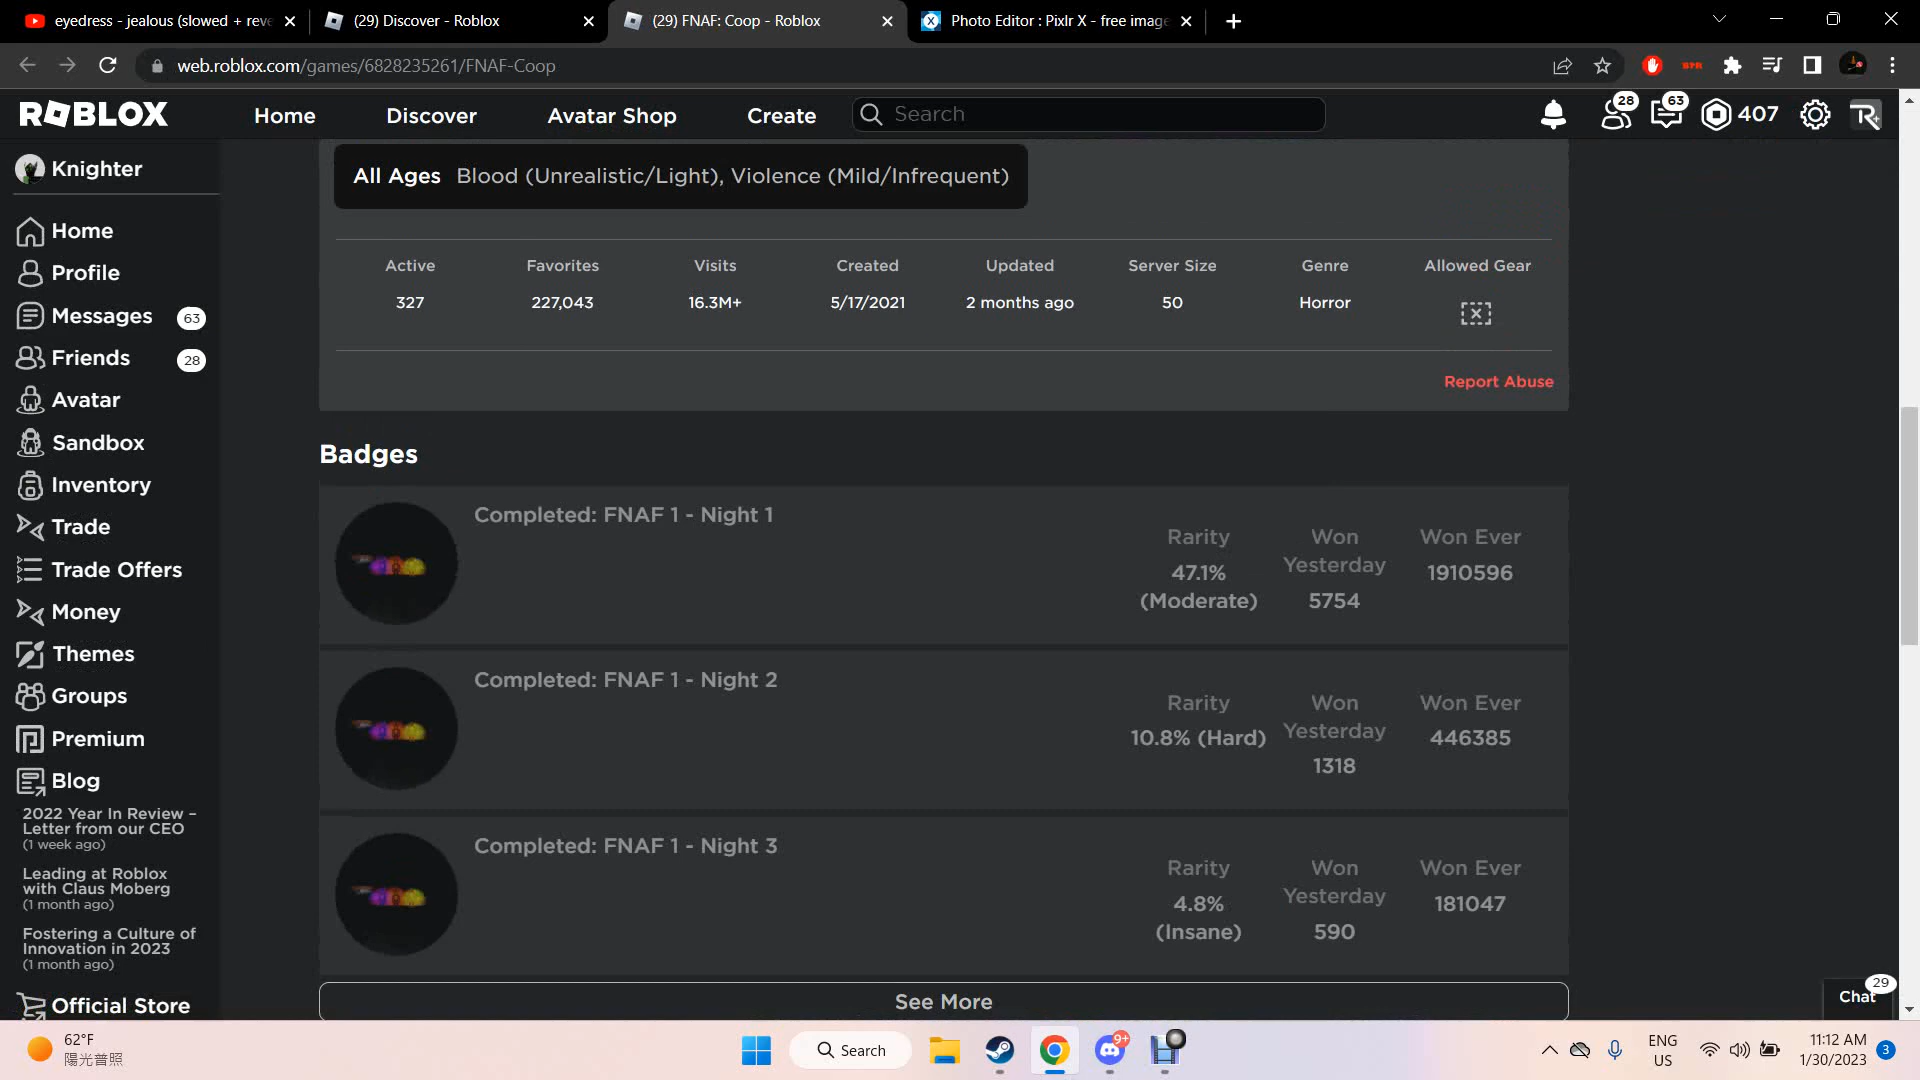 eyedress - jealous (slowed + reve
(29) Discover - Roblox
(29) FNAF: Coop - Roblox
Photo Editor : Pixlr X - free image
web.roblox.com/games/6828235261/FNAF-Coop
BPR
ROBLOX
Home
Discover
Avatar Shop
Create
Search
28
63
407
Knighter
Home
Profile
Messages 63
Friends 28
Avatar
Sandbox
Inventory
Trade
Trade Offers
Money
Themes
Groups
Premium
Blog
2022 Year In Review –
Letter from our CEO
(1 week ago)
Leading at Roblox
with Claus Moberg
(1 month ago)
Fostering a Culture of
Innovation in 2023
(1 month ago)
Official Store
All Ages Blood (Unrealistic/Light), Violence (Mild/Infrequent)
Active Favorites Visits Created Updated Server Size Genre Allowed Gear
327 227,043 16.3M+ 5/17/2021 2 months ago 50 Horror
Report Abuse
Badges
Completed: FNAF 1 - Night 1
Rarity
47.1%
(Moderate)
Won
Yesterday
5754
Won Ever
1910596
Completed: FNAF 1 - Night 2
Rarity
10.8% (Hard)
Won
Yesterday
1318
Won Ever
446385
Completed: FNAF 1 - Night 3
Rarity
4.8%
(Insane)
Won
Yesterday
590
Won Ever
181047
See More
Chat
29
62°F
陽光普照
Search
9+
ENG
US
11:12 AM
1/30/2023
3